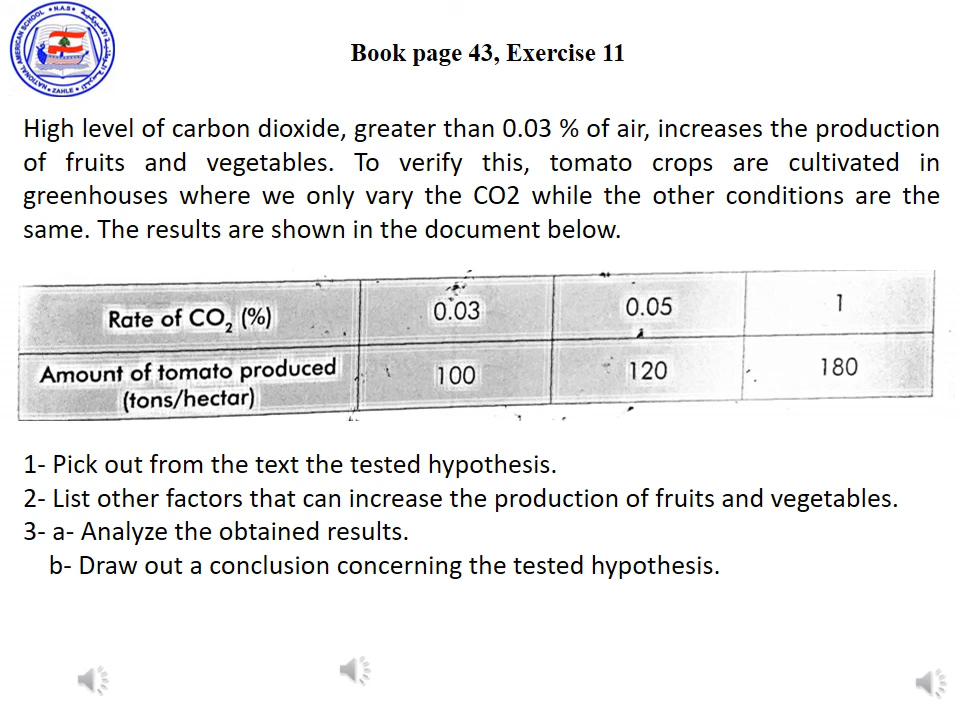 NATIONAL AMERICAN SCHOOL • N.A.S •
ZAHLE
Book page 43, Exercise 11
High level of carbon dioxide, greater than 0.03 % of air, increases the production
of fruits and vegetables. To verify this, tomato crops are cultivated in
greenhouses where we only vary the CO2 while the other conditions are the
same. The results are shown in the document below.
Rate of CO₂ (%) 0.03 0.05 1
Amount of tomato produced 100 120 180
(tons/hectar)
1- Pick out from the text the tested hypothesis.
2- List other factors that can increase the production of fruits and vegetables.
3- a- Analyze the obtained results.
b- Draw out a conclusion concerning the tested hypothesis.